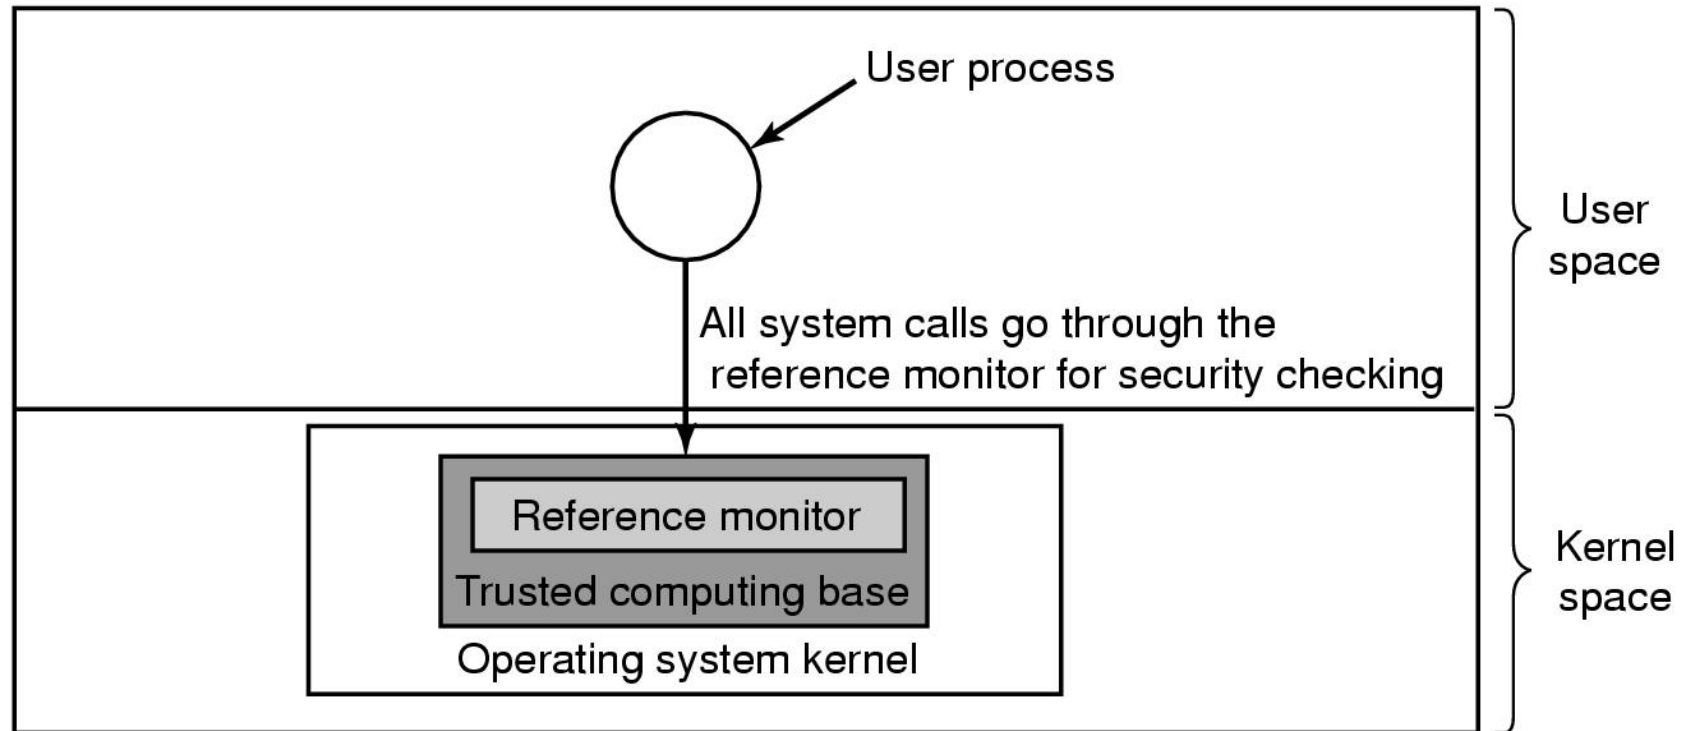 User process
User
space
All system calls go through the
reference monitor for security checking
Reference monitor
Trusted computing base
Operating system kernel
Kernel
space